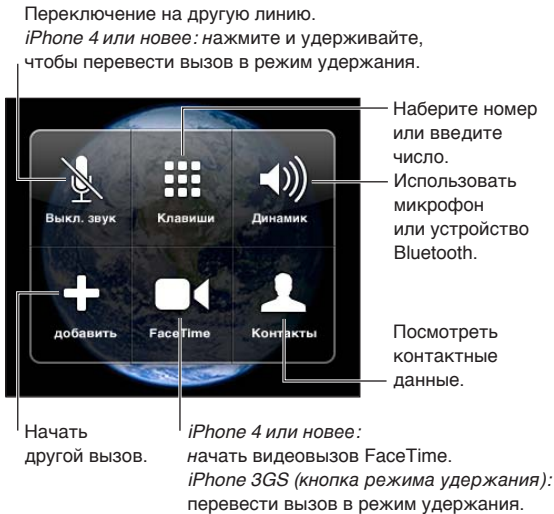 Переключение на другую линию.
iPhone 4 или новее: нажмите и удерживайте,
чтобы перевести вызов в режим удержания.
Наберите номер
или введите
число.
Использовать
микрофон
или устройство
Bluetooth.
Выкл. звук
Клавиши
Динамик
добавить
FaceTime
Контакты
Посмотреть
контактные
данные.
Начать
другой вызов.
iPhone 4 или новее:
начать видеовызов FaceTime.
iPhone 3GS (кнопка режима удержания):
перевести вызов в режим удержания.